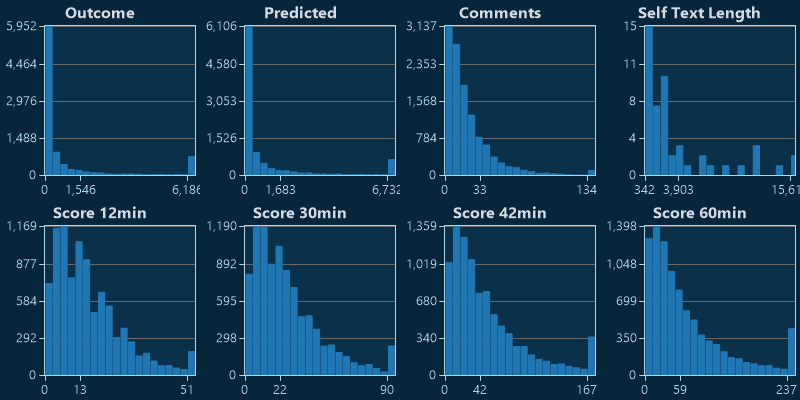 Outcome
5,952
4,464
2,976
1,488
0
0 1,546 6,186
Predicted
6,106
4,580
3,053
1,526
0
0 1,683 6,732
Comments
3,137
2,353
1,568
784
0
0 33 134
Self Text Length
15
11
8
4
0
342 3,903 15,61
Score 12min
1,169
877
584
292
0
0 13 51
Score 30min
1,190
892
595
298
0
0 22 90
Score 42min
1,359
1,019
680
340
0
0 42 167
Score 60min
1,398
1,048
699
350
0
0 59 237